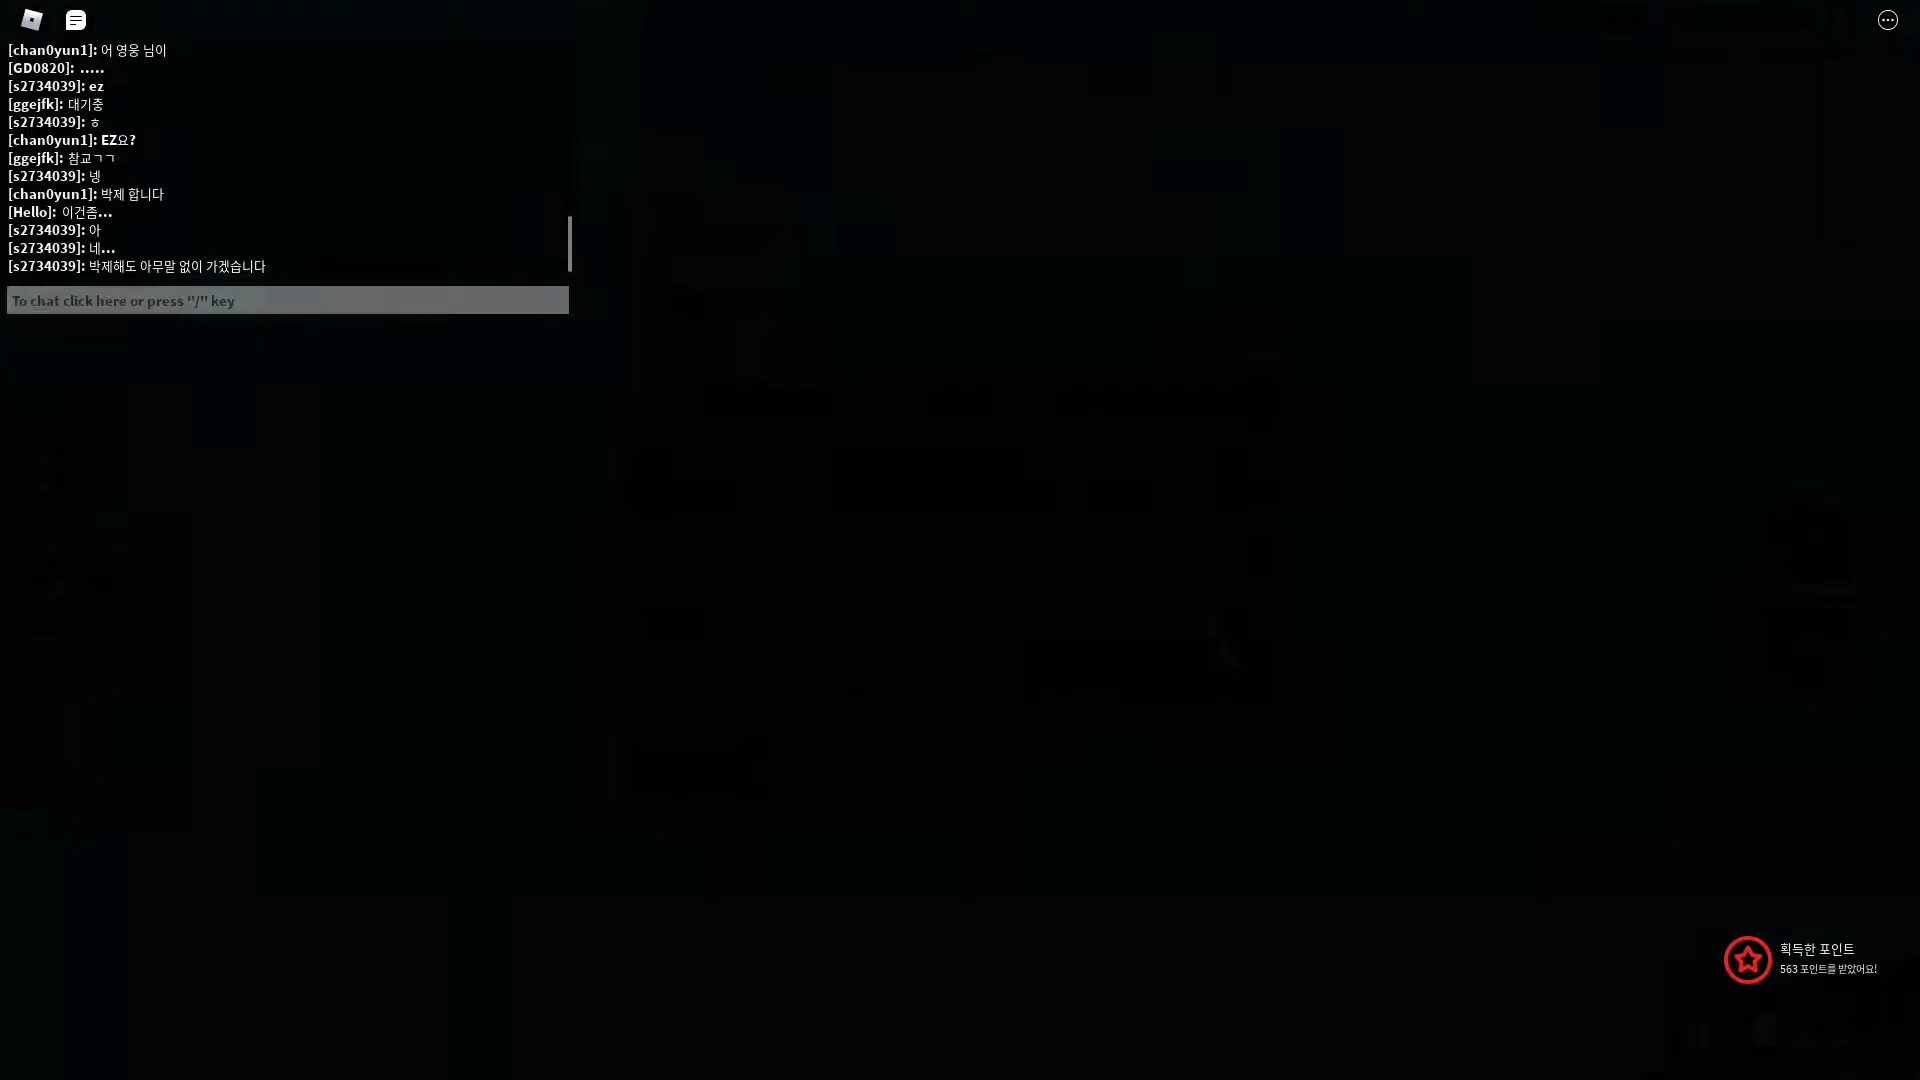 [chan0yun1]: 어 영웅 님이
[GD0820]: .....
[s2734039]: ez
[ggejfk]: 대기중
[s2734039]: ㅎ
[chan0yun1]: EZ요?
[ggejfk]: 참교ㄱㄱ
[s2734039]: 넹
[chan0yun1]: 박제 합니다
[Hello]: 이건좀...
[s2734039]: 아
[s2734039]: 네...
[s2734039]: 박제해도 아무말 없이 가겠습니다
To chat click here or press "/" key
획득한 포인트
563 포인트를 받았어요!